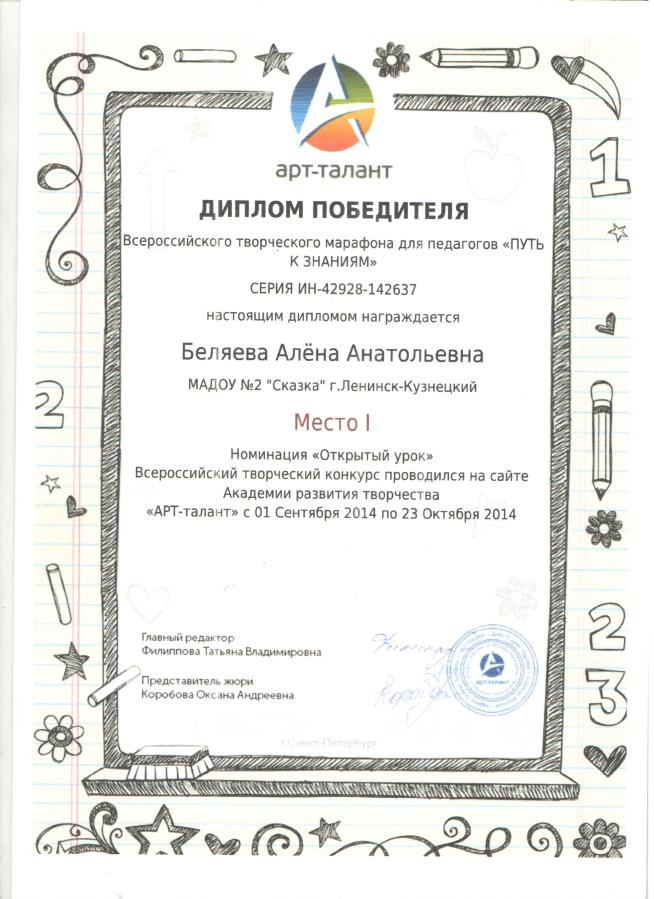 арт-талант
ДИПЛОМ ПОБЕДИТЕЛЯ
Всероссийского творческого марафона для педагогов «ПУТЬ
К ЗНАНИЯМ»
СЕРИЯ ИН-42928-142637
настоящим дипломом награждается
Беляева Алёна Анатольевна
МАДОУ №2 "Сказка" г.Ленинск-Кузнецкий
Место I
Номинация «Открытый урок»
Всероссийский творческий конкурс проводился на сайте
Академии развития творчества
«АРТ-талант» с 01 Сентября 2014 по 23 Октября 2014
Главный редактор
Филиппова Татьяна Владимировна
Представитель жюри
Коробова Оксана Андреевна
арт-талант
г.Санкт-Петербург
1
2
2
3